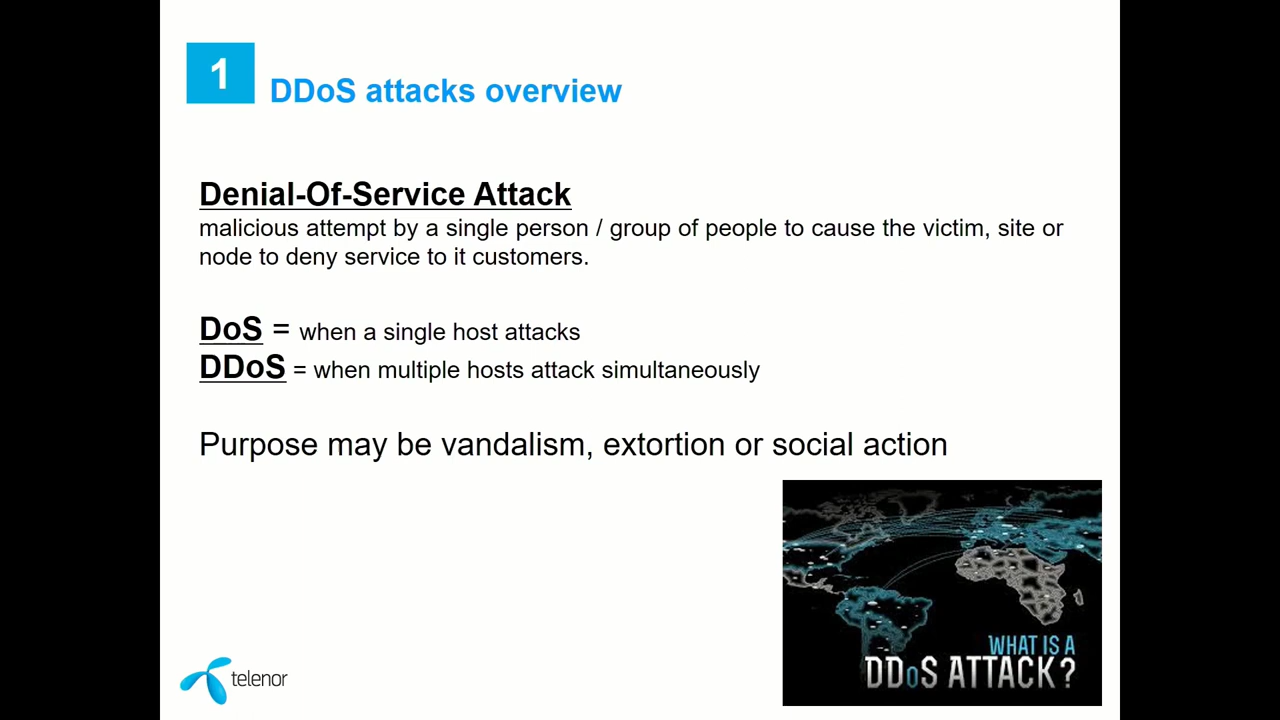 1
DDoS attacks overview
Denial-Of-Service Attack
malicious attempt by a single person / group of people to cause the victim, site or
node to deny service to it customers.
DoS = when a single host attacks
DDoS = when multiple hosts attack simultaneously
Purpose may be vandalism, extortion or social action
WHAT IS A
DDoS ATTACK?
telenor